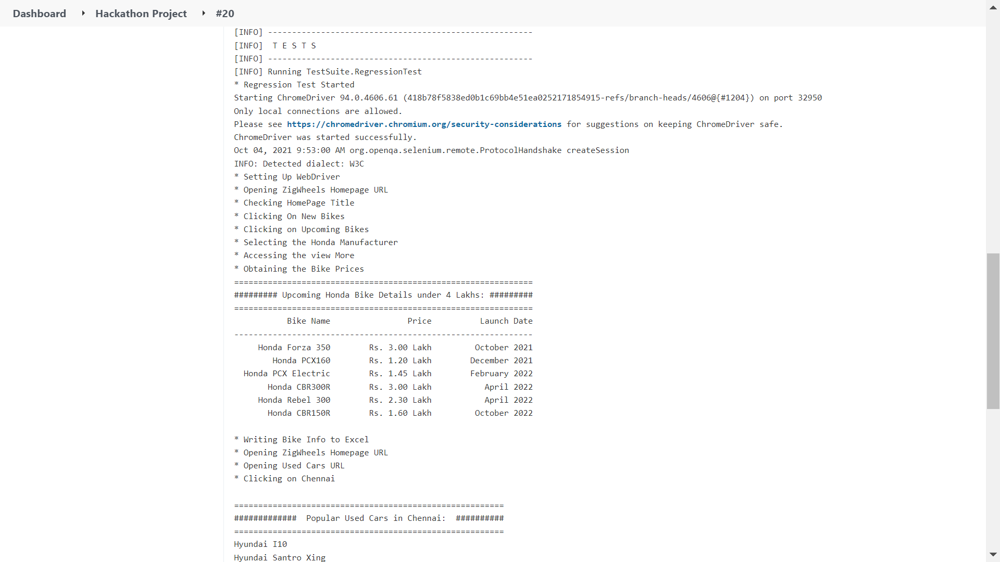 Dashboard Hackathon Project #20
[INFO] -------------------------------------------------------
[INFO]  T E S T S
[INFO] -------------------------------------------------------
[INFO] Running TestSuite.RegressionTest
* Regression Test Started
Starting ChromeDriver 94.0.4606.61 (418b78f5838ed0b1c69bb4e51ea0252171854915-refs/branch-heads/4606@{#1204}) on port 32950
Only local connections are allowed.
Please see https://chromedriver.chromium.org/security-considerations for suggestions on keeping ChromeDriver safe.
ChromeDriver was started successfully.
Oct 04, 2021 9:53:00 AM org.openqa.selenium.remote.ProtocolHandshake createSession
INFO: Detected dialect: W3C
* Setting Up WebDriver
* Opening ZigWheels Homepage URL
* Checking HomePage Title
* Clicking On New Bikes
* Clicking on Upcoming Bikes
* Selecting the Honda Manufacturer
* Accessing the view More
* Obtaining the Bike Prices
==============================================================
######### Upcoming Honda Bike Details under 4 Lakhs: #########
==============================================================
           Bike Name                Price          Launch Date
--------------------------------------------------------------
     Honda Forza 350        Rs. 3.00 Lakh         October 2021
        Honda PCX160        Rs. 1.20 Lakh        December 2021
  Honda PCX Electric        Rs. 1.45 Lakh        February 2022
       Honda CBR300R        Rs. 3.00 Lakh           April 2022
     Honda Rebel 300        Rs. 2.30 Lakh           April 2022
       Honda CBR150R        Rs. 1.60 Lakh         October 2022
* Writing Bike Info to Excel
* Opening ZigWheels Homepage URL
* Opening Used Cars URL
* Clicking on Chennai
========================================================
#############  Popular Used Cars in Chennai:  ##########
========================================================
Hyundai I10
Hyundai Santro Xing